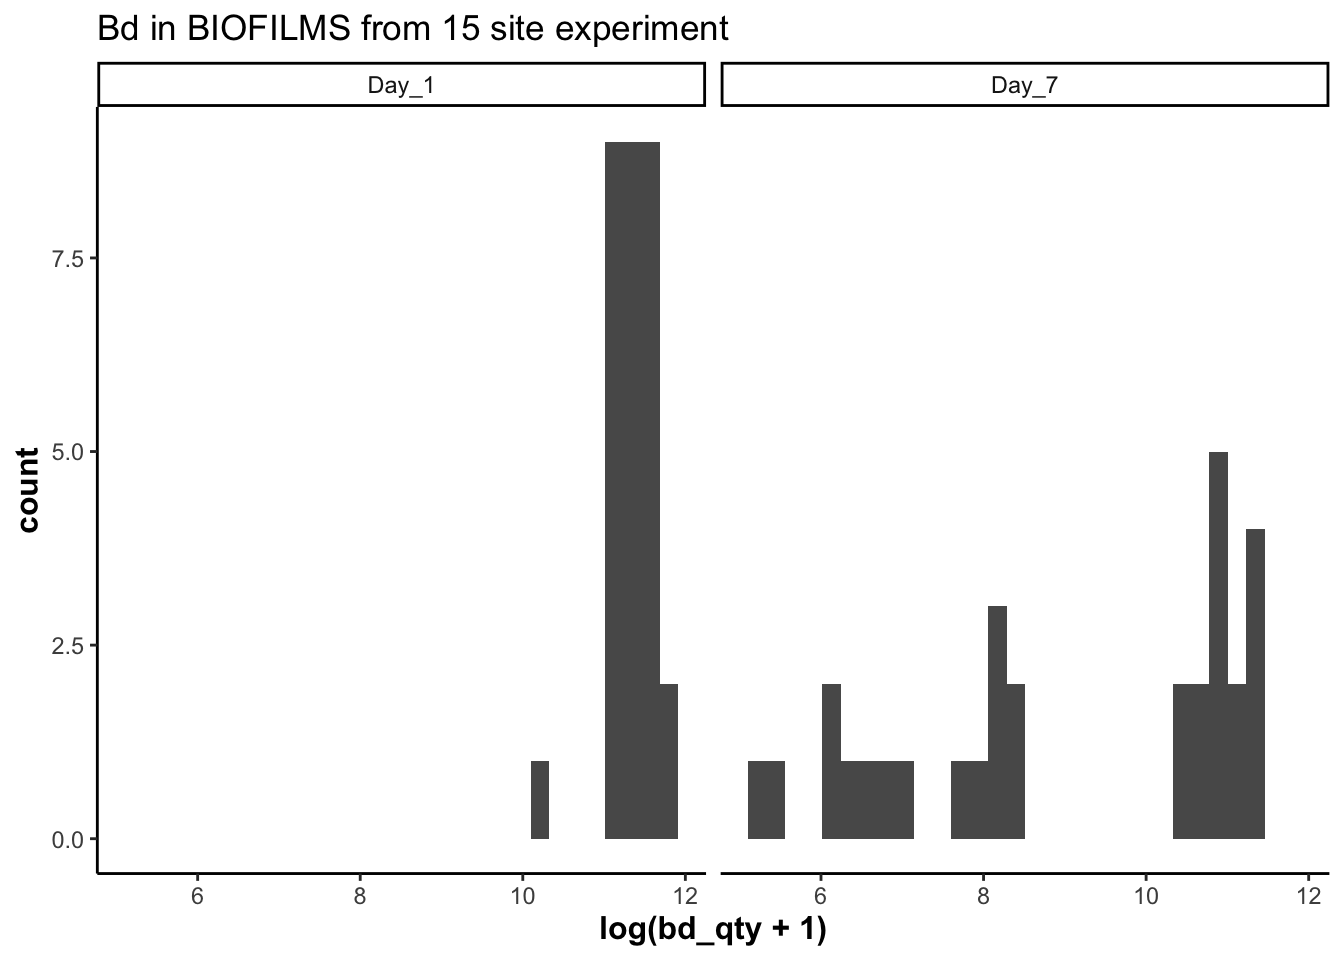 Bd in BIOFILMS from 15 site experiment
Day_1
Day_7
count
7.5
5.0
2.5
0.0
6 8 10 12
6 8 10 12
log(bd_qty + 1)